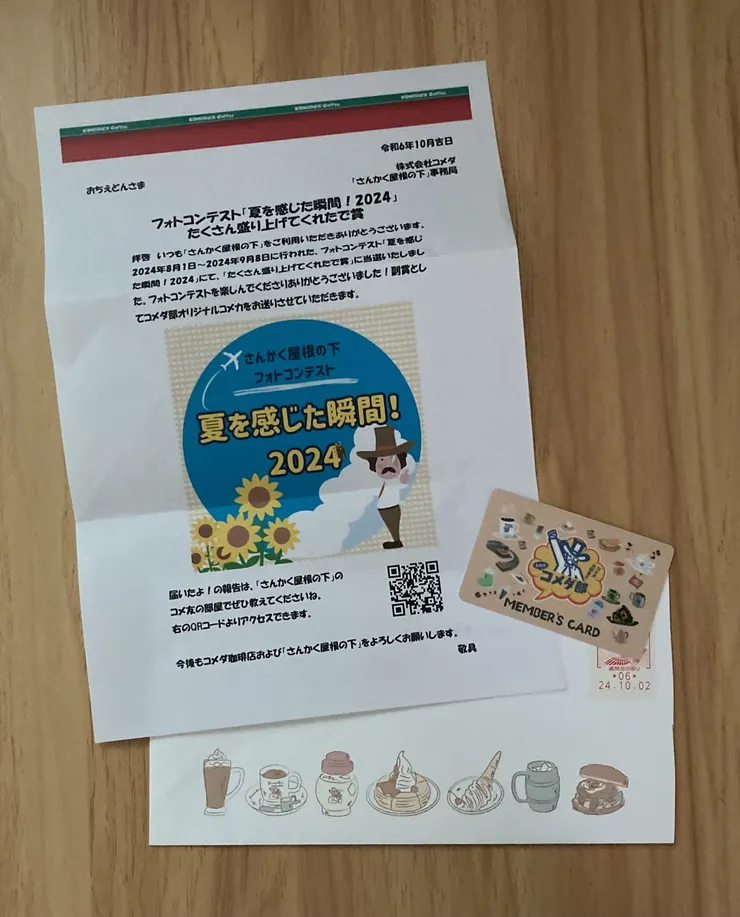 KOMEDA'S Coffee KOMEDA'S Coffee KOMEDA'S Coffee KOMEDA'S Coffee
令和6年10月吉日
株式会社コメダ
「さんかく屋根の下」事務局
おちえどんさま
フォトコンテスト「夏を感じた瞬間！2024」
たくさん盛り上げてくれたで賞
拝啓　いつも「さんかく屋根の下」をご利用いただきありがとうございます。
2024年8月1日～2024年9月8日に行われた、フォトコンテスト「夏を感じ
た瞬間！2024」にて、「たくさん盛り上げてくれたで賞」に当選いたしまし
た。フォトコンテストを楽しんでくださりありがとうございました！副賞とし
てコメダ部オリジナルコメカをお送りさせていただきます。
さんかく屋根の下
フォトコンテスト
夏を感じた瞬間！
2024
届いたよ！の報告は、「さんかく屋根の下」の
コメ友の部屋でぜひ教えてくださいね。
右のQRコードよりアクセスできます。
今後もコメダ珈琲店および「さんかく屋根の下」をよろしくお願いします。
敬具
コメダ部
MEMBER'S CARD
*06*
24.10.02